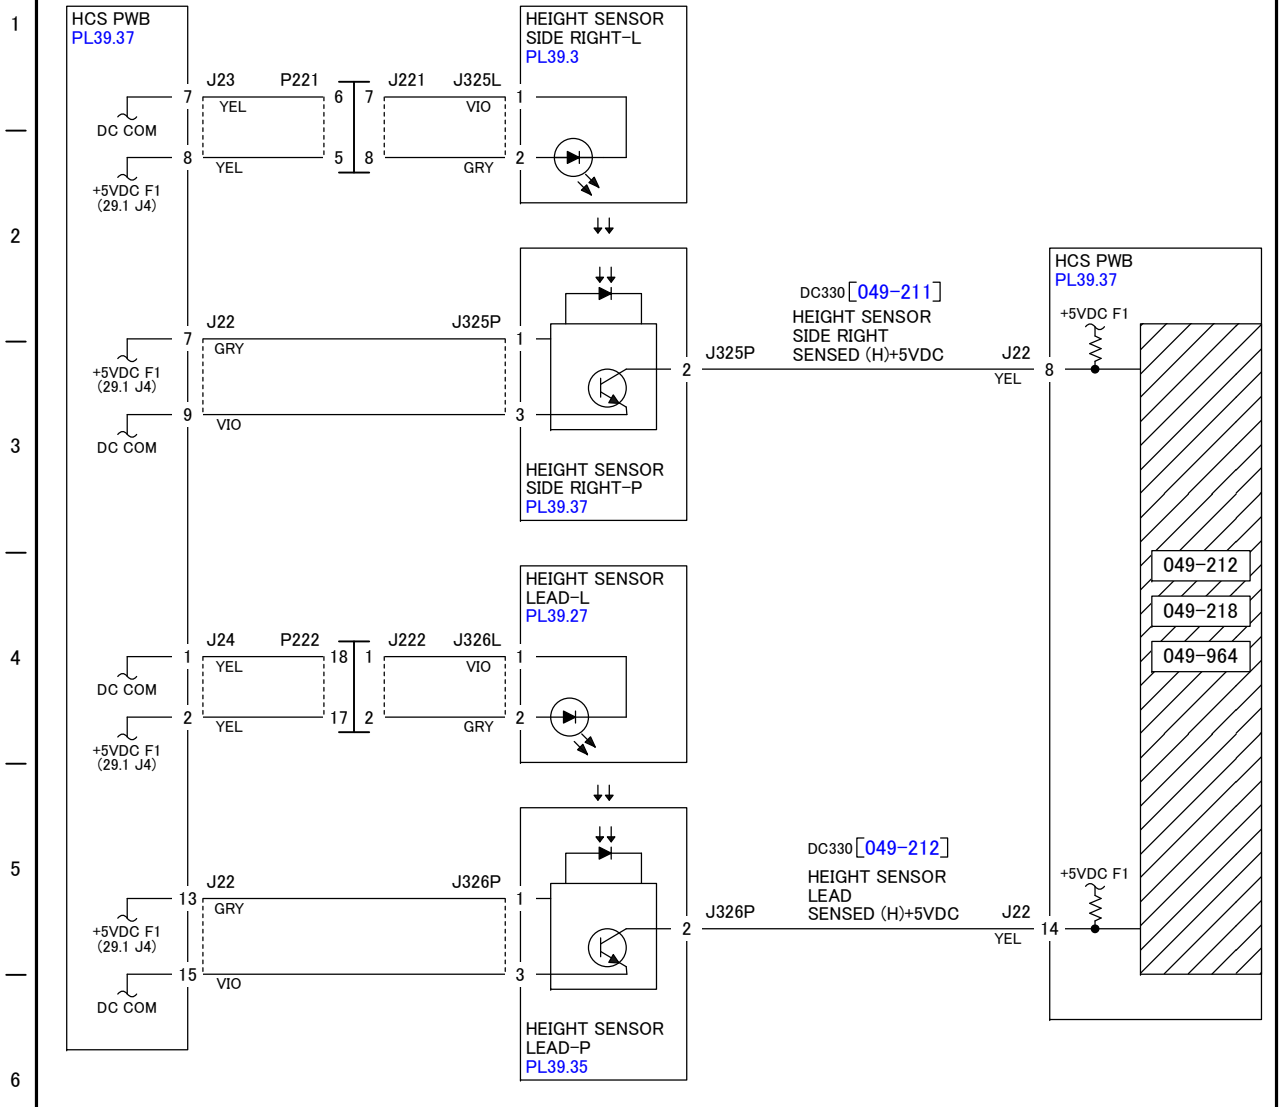 1
HCS PWB
PL39.37
HEIGHT SENSOR
SIDE RIGHT-L
PL39.3
J23 P221 J221 J325L
7 YEL 6 7 VIO 1
DC COM
8 YEL 5 8 GRY 2
+5VDC F1
(29.1 J4)
2
HCS PWB
PL39.37
DC330 [049-211]
HEIGHT SENSOR
SIDE RIGHT
SENSED (H)+5VDC
+5VDC F1
J22 J325P
7 GRY 1
+5VDC F1
(29.1 J4)
2 J325P J22 8
YEL
9 VIO 3
DC COM
3
HEIGHT SENSOR
SIDE RIGHT-P
PL39.37
049-212
049-218
049-964
HEIGHT SENSOR
LEAD-L
PL39.27
4
J24 P222 J222 J326L
1 YEL 18 1 VIO 1
DC COM
2 YEL 17 2 GRY 2
+5VDC F1
(29.1 J4)
5
DC330 [049-212]
HEIGHT SENSOR
LEAD
SENSED (H)+5VDC
+5VDC F1
J22 J326P
13 GRY 1
+5VDC F1
(29.1 J4)
2 J326P J22 14
YEL
15 VIO 3
DC COM
HEIGHT SENSOR
LEAD-P
PL39.35
6